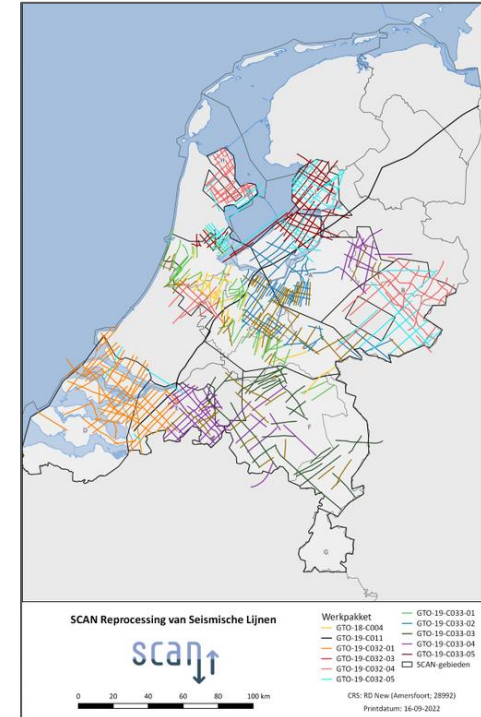 SCAN Reprocessing van Seismische Lijnen
scan
0 20 40 60 80 100 km
Werkpakket
GTO-18-C004
GTO-19-C011
GTO-19-C032-01
GTO-19-C032-03
GTO-19-C032-04
GTO-19-C032-05
GTO-19-C033-01
GTO-19-C033-02
GTO-19-C033-03
GTO-19-C033-04
GTO-19-C033-05
SCAN-gebieden
CRS: RD New (Amersfoort; 28992)
Printdatum: 16-09-2022
F
G